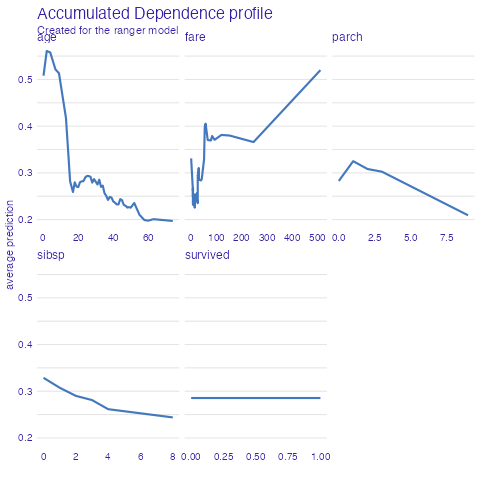 Accumulated Dependence profile
Created for the ranger model
age fare parch
0.5
0.4
0.3
0.2
0 20 40 60 0 100 200 300 400 500 0.0 2.5 5.0 7.5
average prediction
sibsp survived
0.5
0.4
0.3
0.2
0 2 4 6 8 0.00 0.25 0.50 0.75 1.00